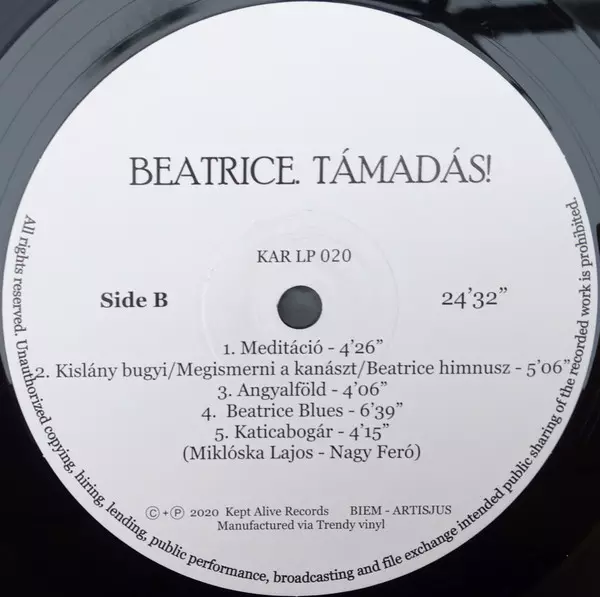 BEATRICE. TÁMADÁS!
KAR LP 020
Side B
24’32”
1. Meditáció - 4’26”
2. Kislány bugyi/Megismerni a kanászt/Beatrice himnusz - 5’06”
3. Angyalföld - 4’06”
4. Beatrice Blues - 6’39”
5. Katicabogár - 4’15”
(Miklóska Lajos - Nagy Feró)
©+℗ 2020 Kept Alive Records BIEM - ARTISJUS
Manufactured via Trendy vinyl
All rights reserved. Unauthorized copying, hiring, lending, public performance, broadcasting and file exchange intended public sharing of the recorded work is prohibited.